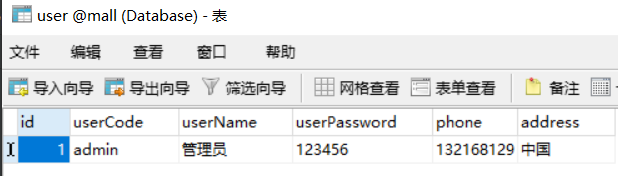 user @mall (Database) - 表
文件 编辑 查看 窗口 帮助
导入向导 导出向导 筛选向导 网格查看 表单查看 备注
id userCode userName userPassword phone address
1 admin 管理员 123456 132168129 中国